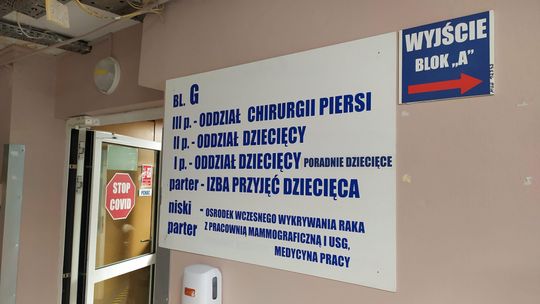 WYJŚCIE
BLOK „A”
BL. G
III p. - ODDZIAŁ CHIRURGII PIERSI
II p. - ODDZIAŁ DZIECIĘCY
I p. - ODDZIAŁ DZIECIĘCY PORADNIE DZIECIĘCE
parter - IZBA PRZYJĘĆ DZIECIĘCA
niski parter - OSRODEK WCZESNEGO WYKRYWANIA RAKA
Z PRACOWNIĄ MAMMOGRAFICZNĄ I USG,
MEDYCYNA PRACY
STOP
COVID